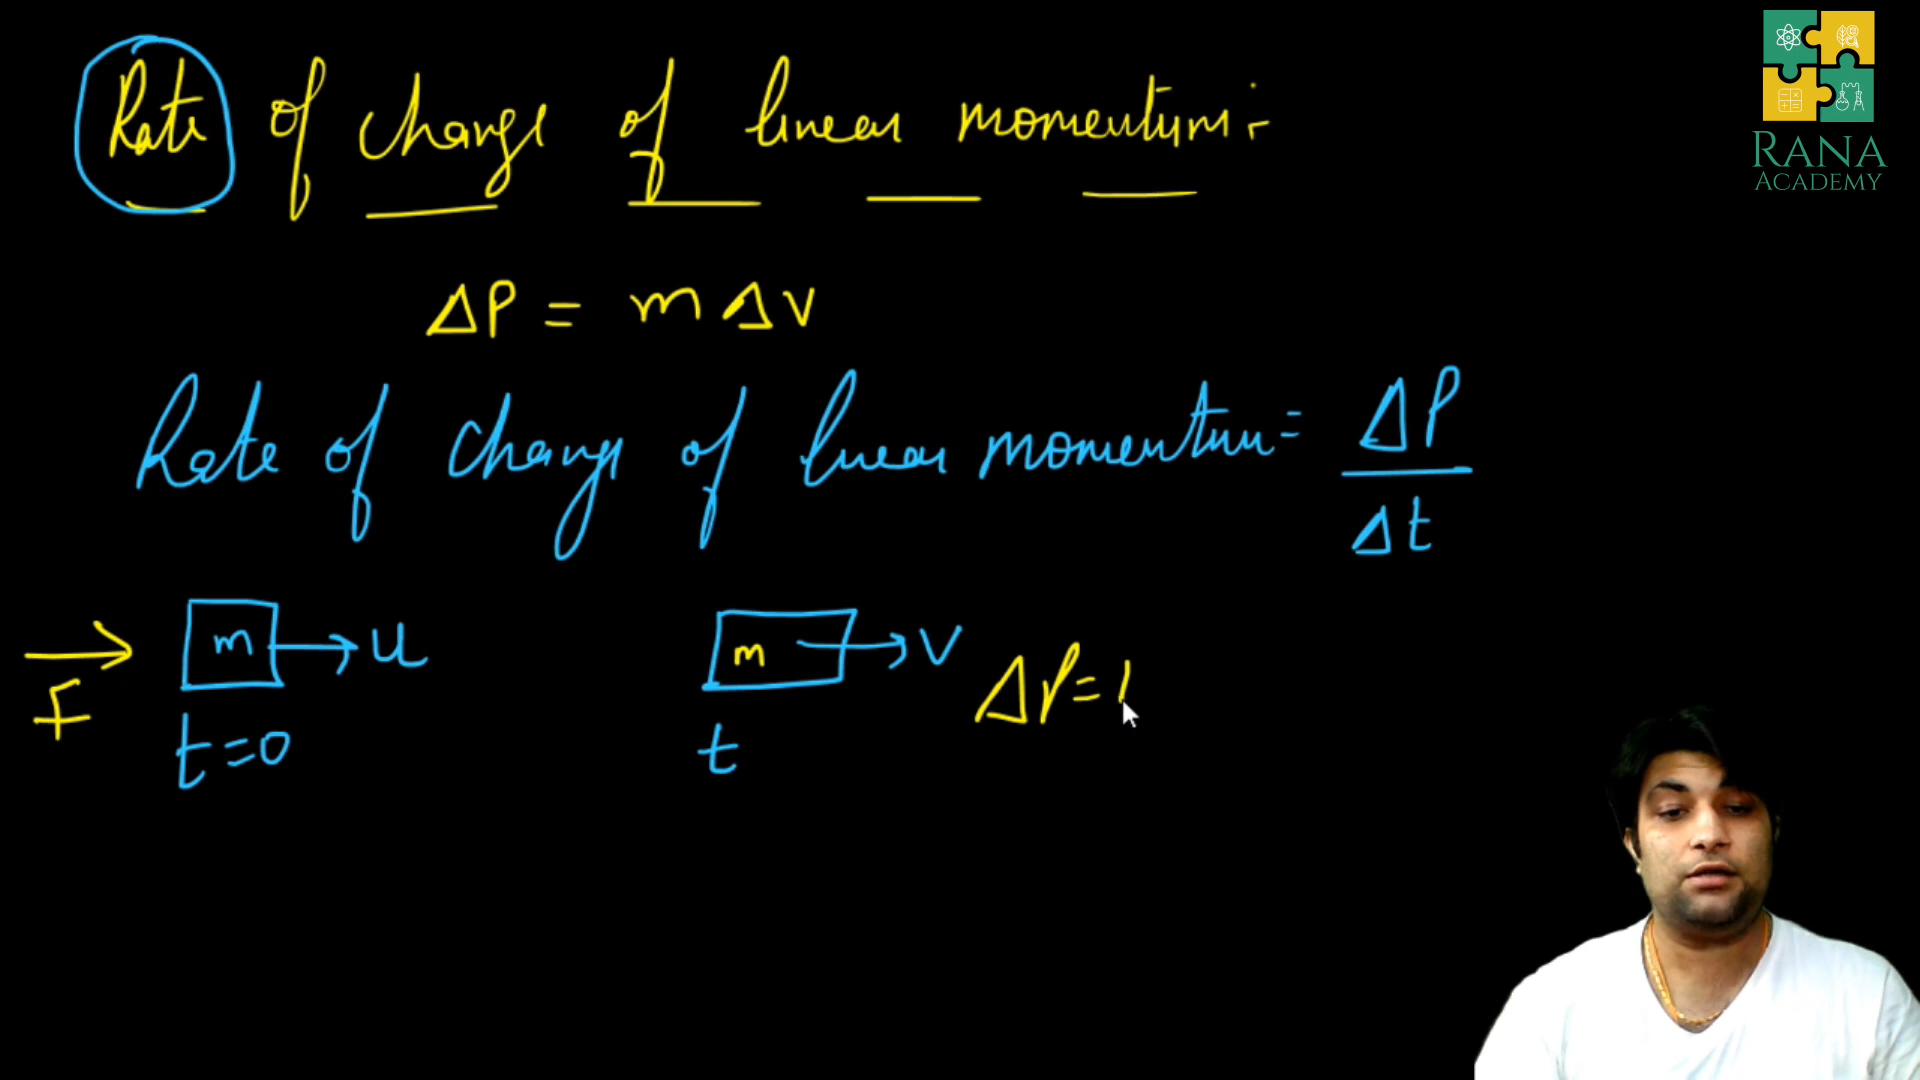 Rate of change of linear momentum :-
RANA
ACADEMY
ΔP = m Δ v
Rate of change of linear momentum = ΔP / Δt
F
m → u
t = 0
m → v
t
ΔP =